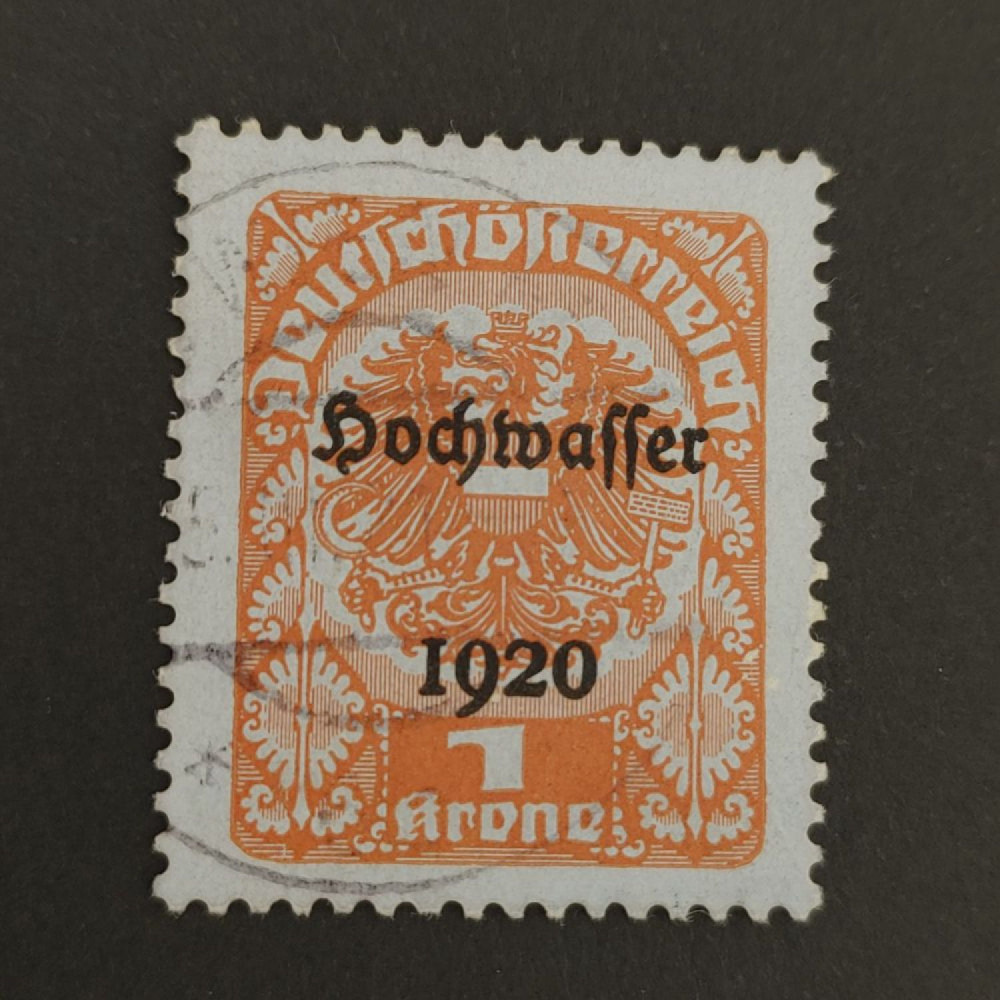 Deutschösterreich
Hochwasser
1920
1
Krone